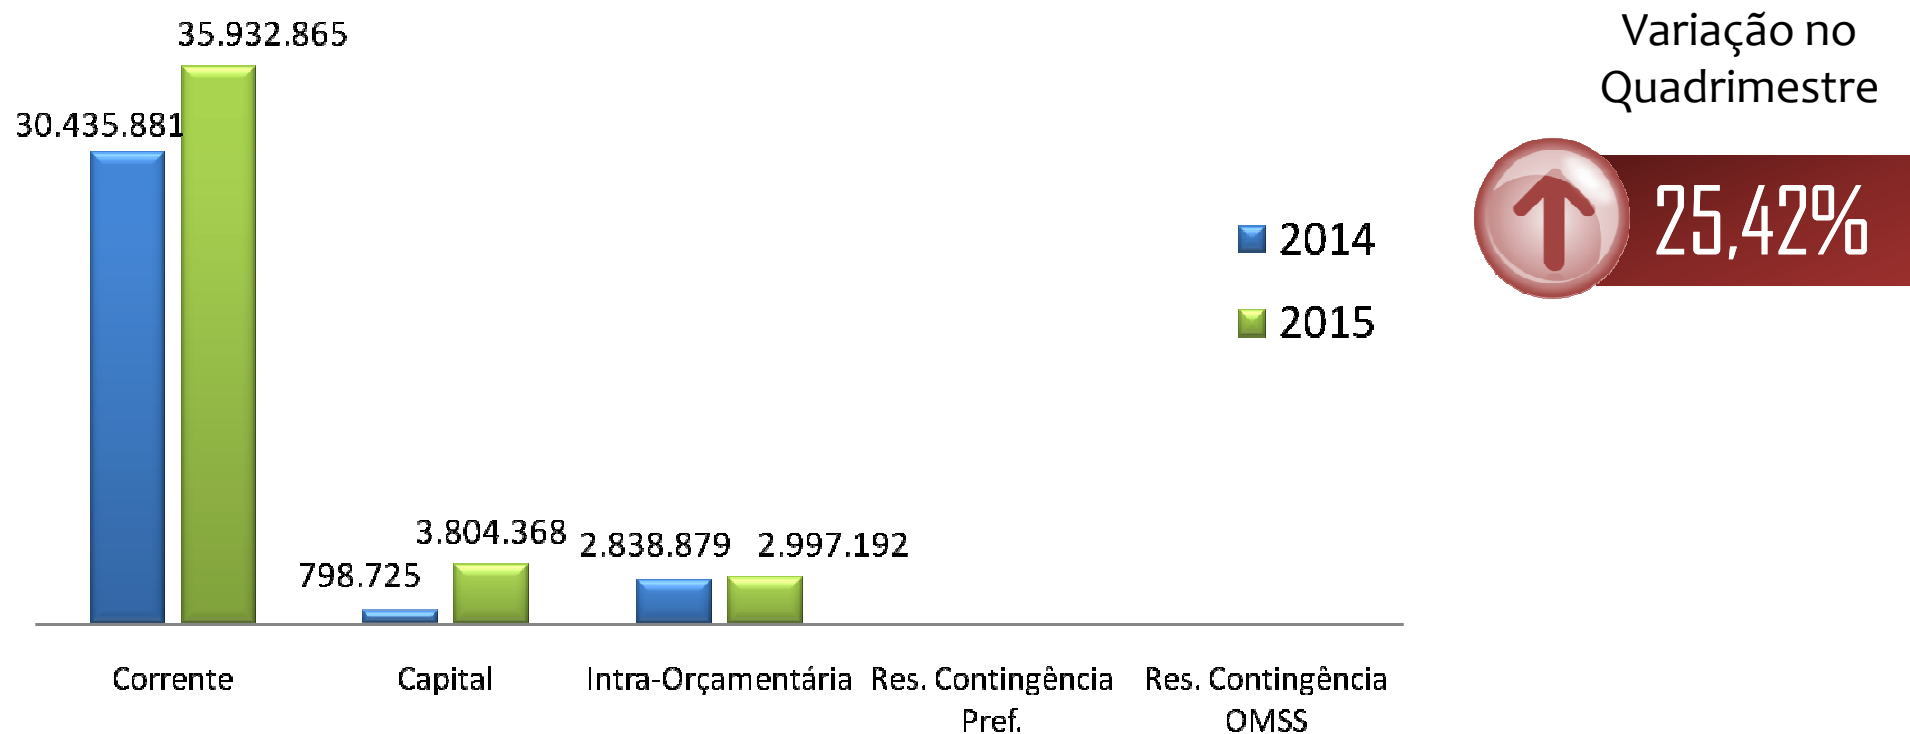 35.932.865
30.435.881
3.804.368
2.838.879
2.997.192
798.725
Corrente
Capital
Intra-Orçamentária
Res. Contingência
Pref.
Res. Contingência
OMSS
2014
2015
Variação no
Quadrimestre
25,42%